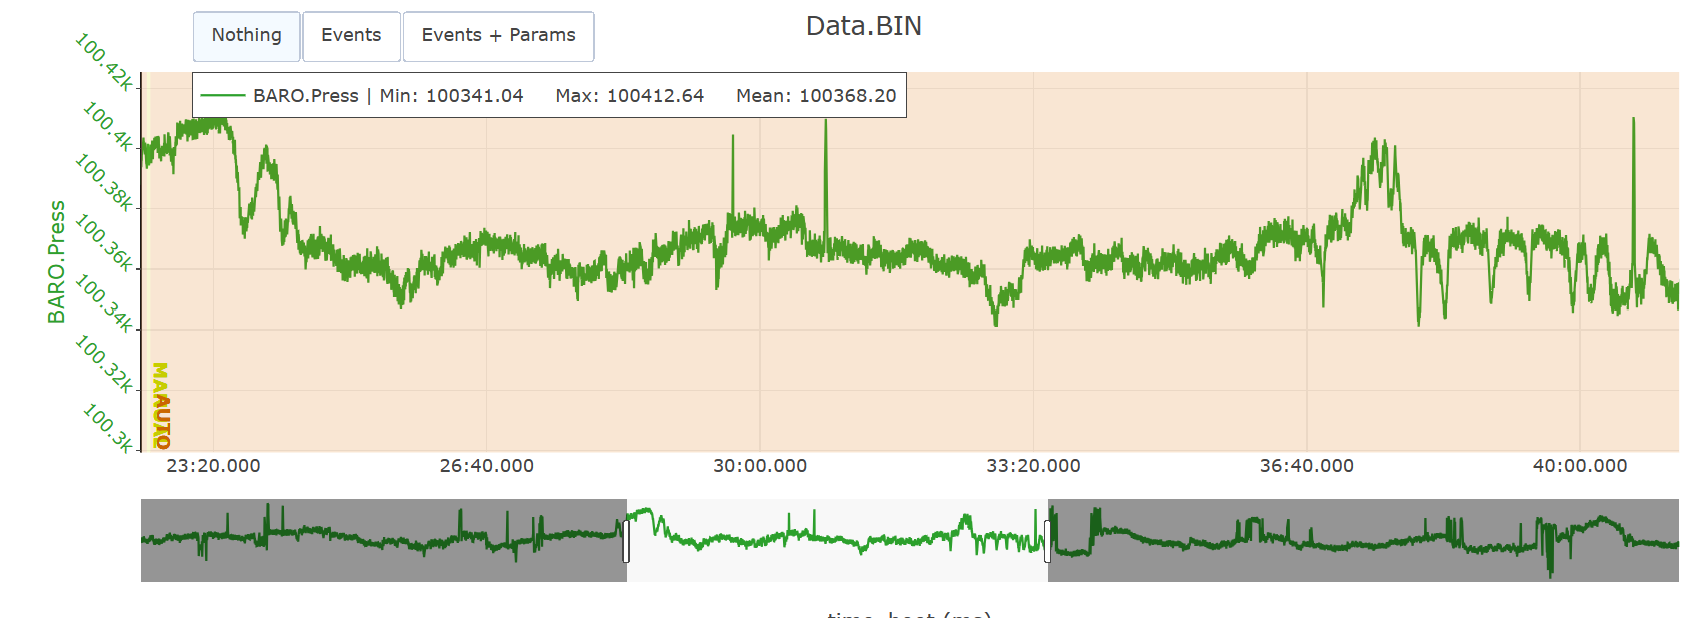 Nothing
Events
Events + Params
Data.BIN
BARO.Press | Min: 100341.04 Max: 100412.64 Mean: 100368.20
100.42k
100.4k
100.38k
100.36k
100.34k
100.32k
100.3k
BARO.Press
MANUAL
AUTO
23:20.000
26:40.000
30:00.000
33:20.000
36:40.000
40:00.000